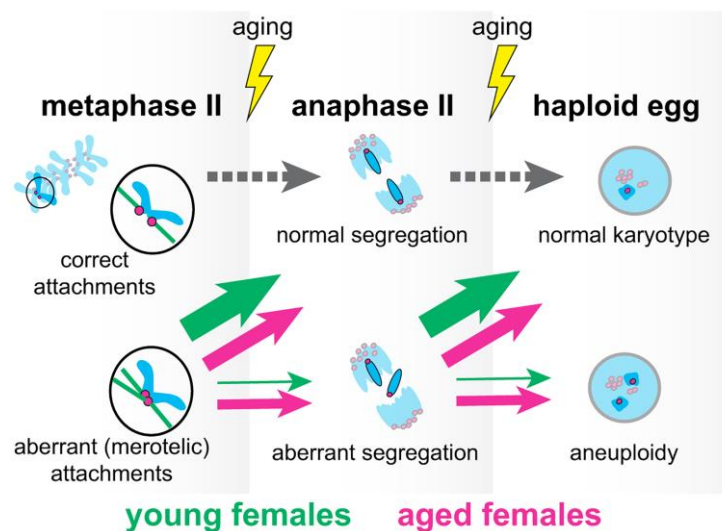 aging
aging
metaphase II
anaphase II
haploid egg
correct
attachments
normal segregation
normal karyotype
aberrant (merotelic)
attachments
aberrant segregation
aneuploidy
young females
aged females